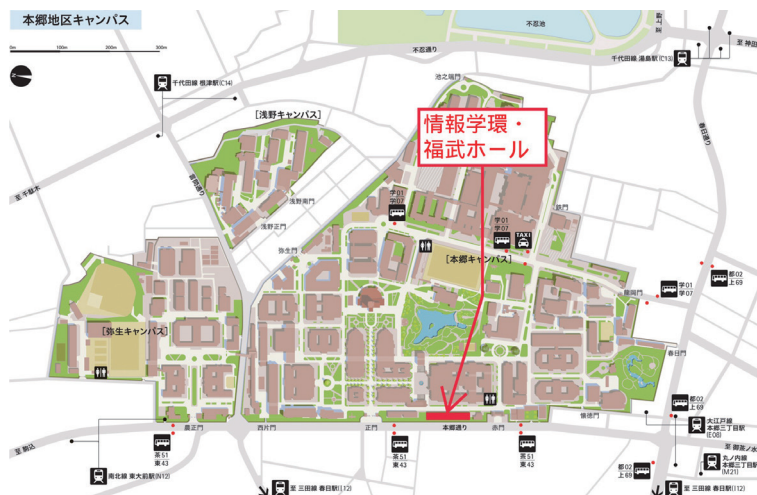 本郷地区キャンパス
0m 100m 200m 300m
不忍池
不忍通り
至 上野
至 神田
千代田線 湯島駅(C13)
千代田線 根津駅(C14)
池之端門
[浅野キャンパス]
情報学環・
福武ホール
春日通り
至 千駄木
言問通り
浅野南門
浅野正門
弥生門
学01
学07
鉄門
学01
学07
TAXI
[本郷キャンパス]
都02
上69
龍岡門
学01
学07
[弥生キャンパス]
春日門
都02
上69
大江戸線
本郷三丁目駅
(E08)
懐徳門
農正門
西片門
正門
本郷通り
赤門
至 駒込
至 御茶ノ水
茶51
東43
茶51
東43
茶51
東43
丸ノ内線
本郷三丁目駅
(M21)
都02
上69
南北線 東大前駅(N12)
至 三田線 春日駅(I12)
至 三田線 春日駅(I12)